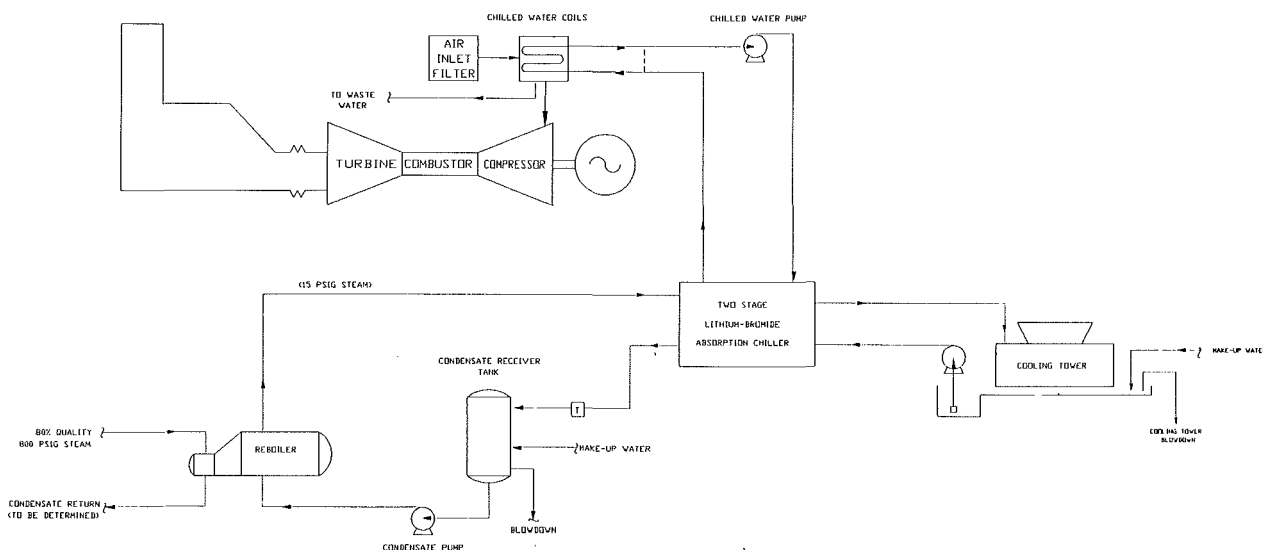 CHILLED WATER COILS
CHILLED WATER PUMP
AIR
INLET
FILTER
TO WASTE
WATER
TURBINE
COMBUSTOR
COMPRESSOR
(15 PSIG STEAM)
TWO STAGE
LITHIUM-BROMIDE
ABSORPTION CHILLER
CONDENSATE RECEIVER
TANK
COOLING TOWER
MAKE-UP WATE
T
80% QUALITY
800 PSIG STEAM
REBOILER
MAKE-UP WATER
COOLING TOWER
BLOWDOWN
CONDENSATE RETURN
(TO BE DETERMINED)
BLOWDOWN
CONDENSATE PUMP